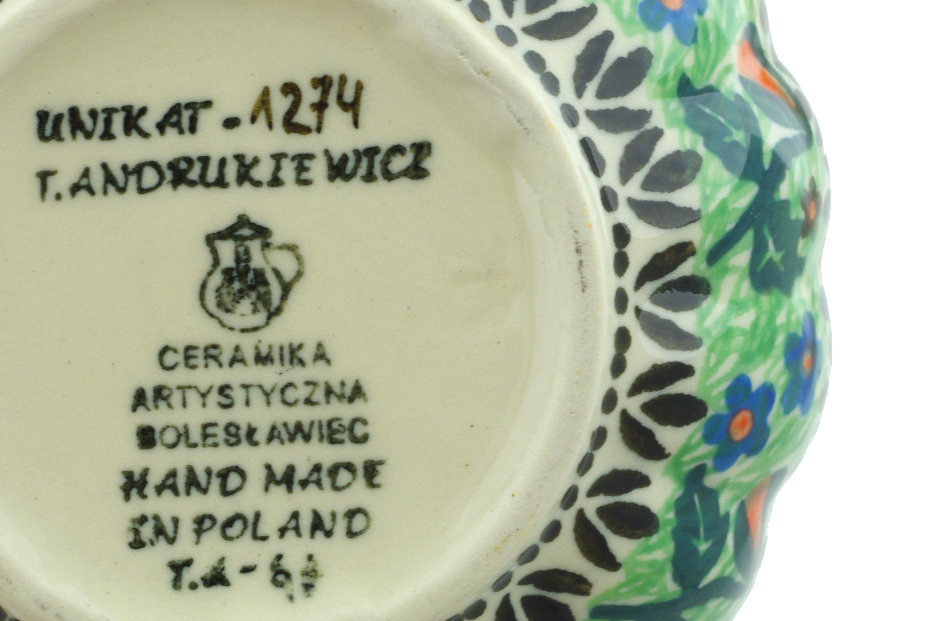 UNIKAT - 1274
T. ANDRUKIEWICZ
CERAMIKA
ARTYSTYCZNA
BOLESŁAWIEC
HAND MADE
IN POLAND